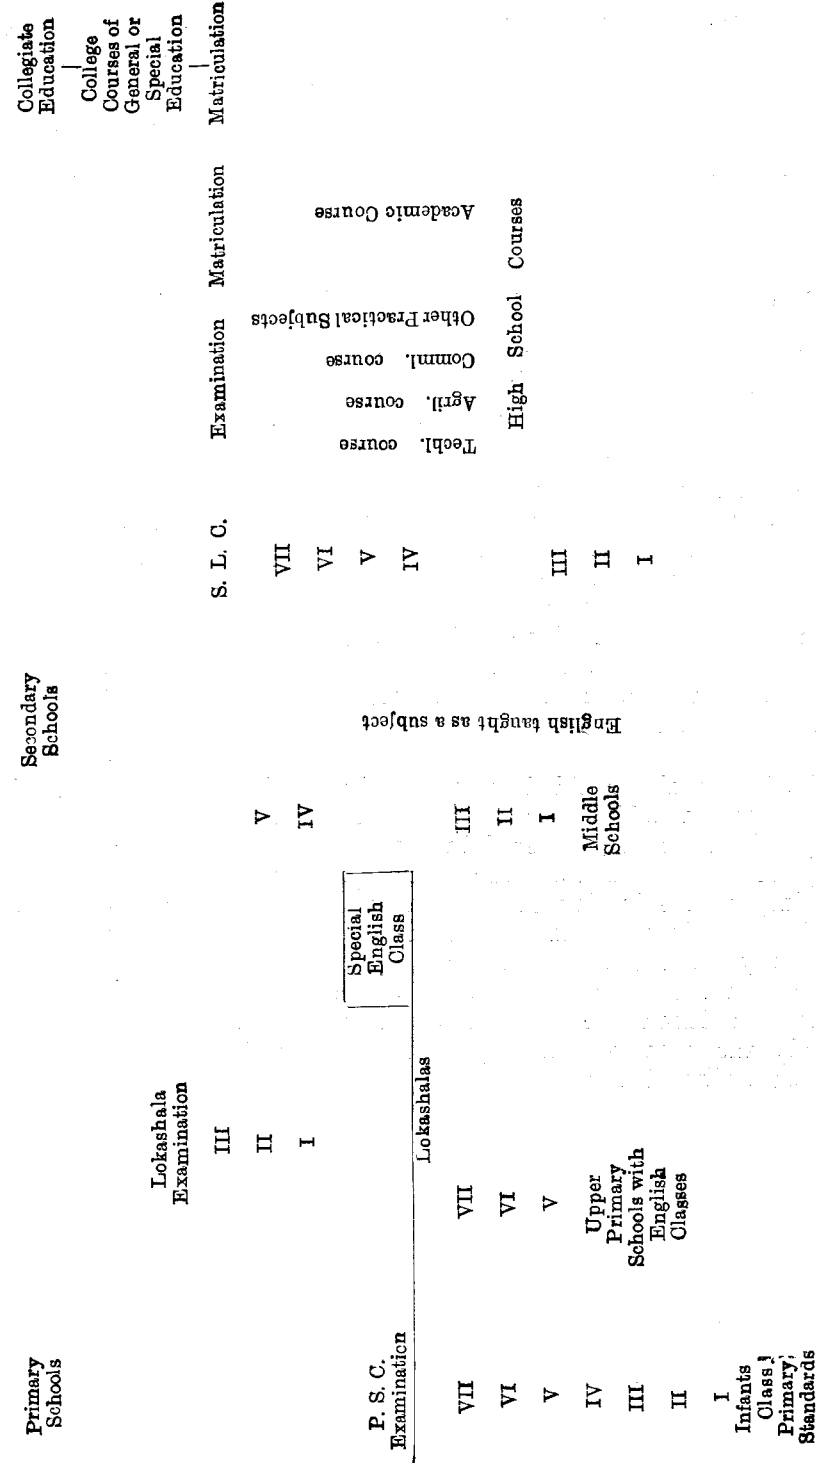 Primary
Schools
Secondary
Schools
Collegiate
Education
College
Courses of
General or
Special
Education
Matriculation
Lokashala
Examination
III
II
I
S. L. C.
Examination
Matriculation
V
IV
VII
VI
V
IV
Techl. course
Agril. course
Comml. course
Other Practical Subjects
Academic Course
High School Courses
P. S. C.
Examination
Special
English
Class
Lokashalas
English taught as a subject
VII
VI
V
IV
III
II
I
Infants
Class
Primary
Standards
VII
VI
V
Upper
Primary
Schools with
English
Classes
III
II
I
Middle
Schools
III
II
I